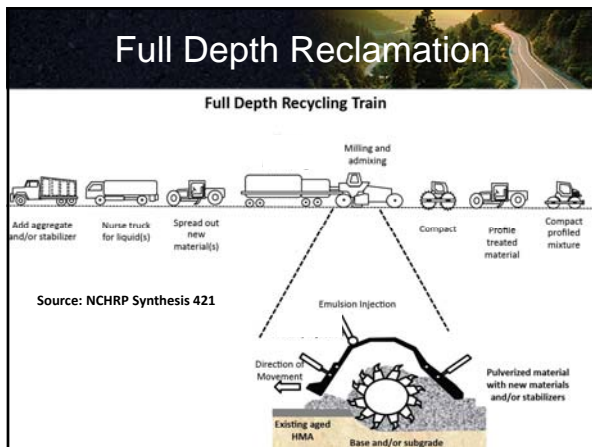 Full Depth Reclamation
Full Depth Recycling Train
Milling and
admixing
Add aggregate
and/or stabilizer
Nurse truck
for liquid(s)
Spread out
new
material(s)
Compact
Profile
treated
material
Compact
profiled
mixture
Source: NCHRP Synthesis 421
Emulsion Injection
Direction of
Movement
Pulverized material
with new materials
and/or stabilizers
Existing aged
HMA
Base and/or subgrade